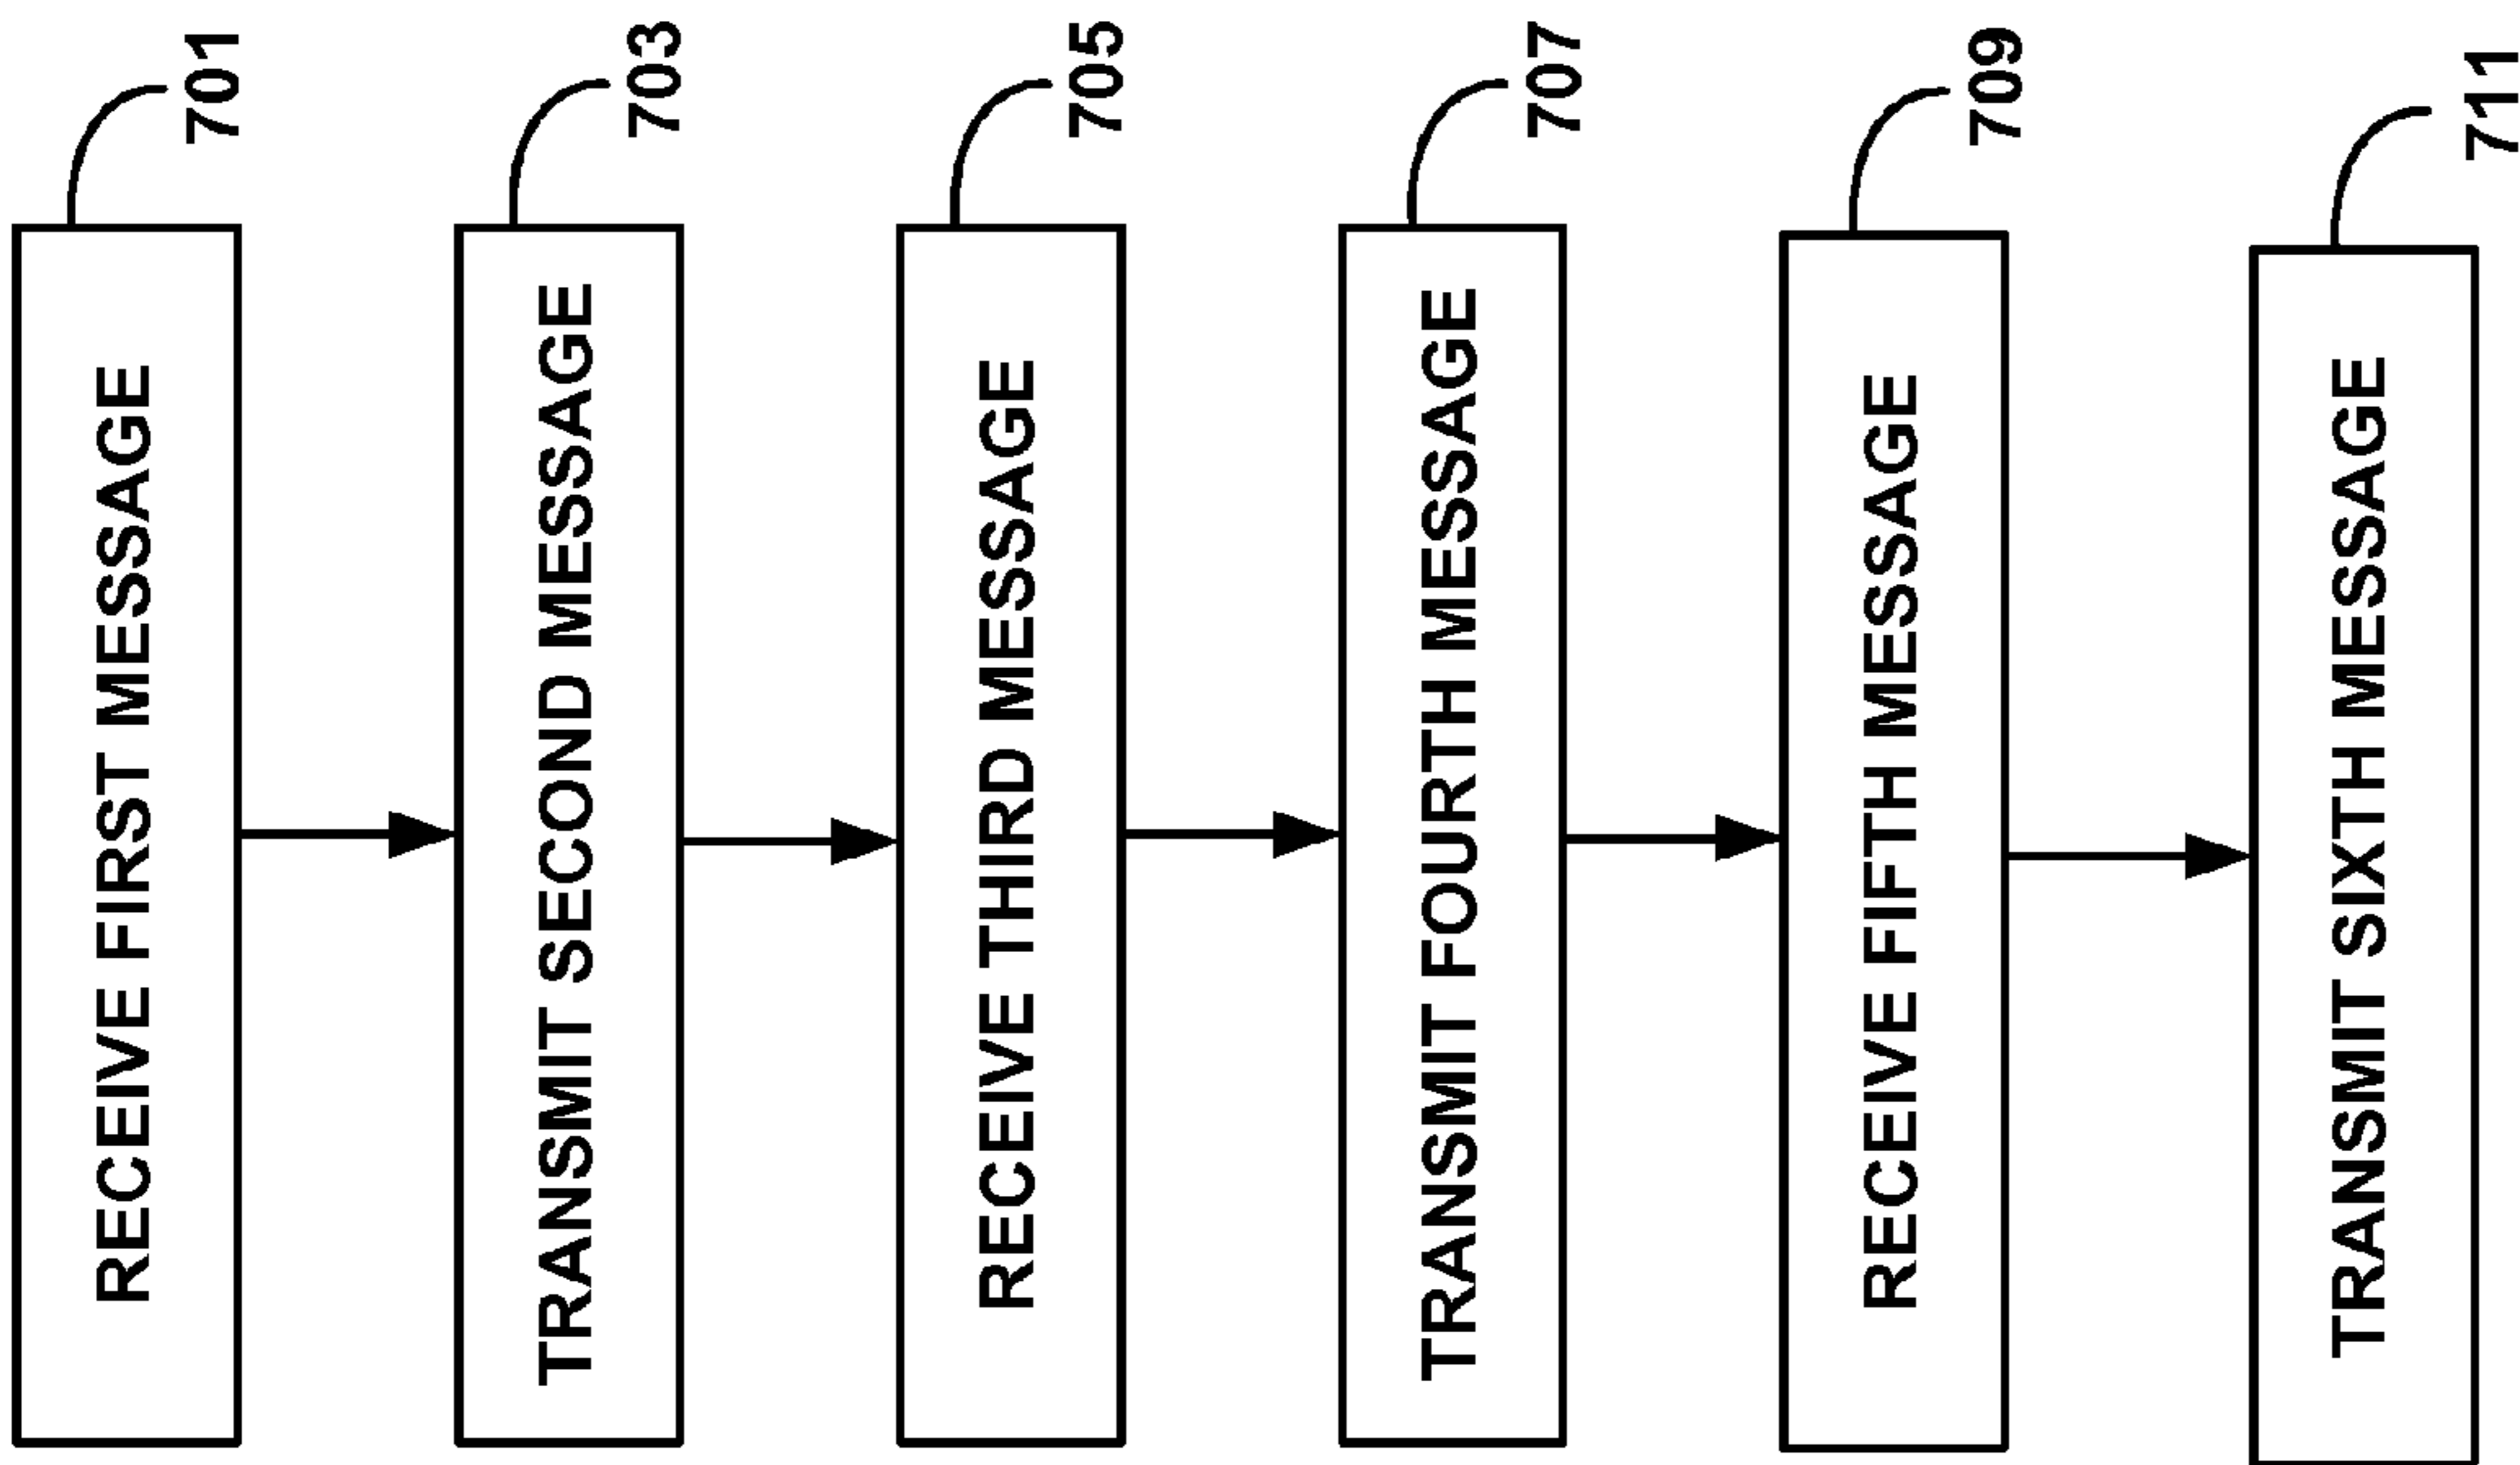 RECEIVE FIRST MESSAGE
701
TRANSMIT SECOND MESSAGE
703
RECEIVE THIRD MESSAGE
705
TRANSMIT FOURTH MESSAGE
707
RECEIVE FIFTH MESSAGE
709
TRANSMIT SIXTH MESSAGE
711